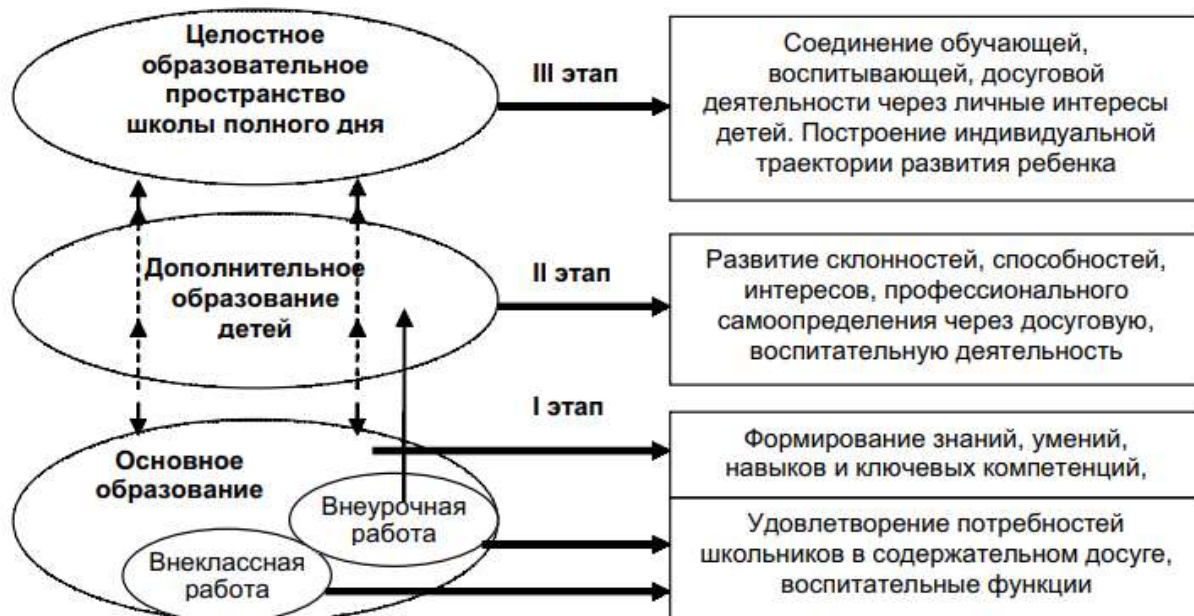 Целостное
образовательное
пространство
школы полного дня
III этап
Соединение обучающей,
воспитывающей, досуговой
деятельности через личные интересы
детей. Построение индивидуальной
траектории развития ребенка
Дополнительное
образование
детей
II этап
Развитие склонностей, способностей,
интересов, профессионального
самоопределения через досуговую,
воспитательную деятельность
I этап
Основное
образование
Формирование знаний, умений,
навыков и ключевых компетенций,
Внеурочная
работа
Внеклассная
работа
Удовлетворение потребностей
школьников в содержательном досуге,
воспитательные функции